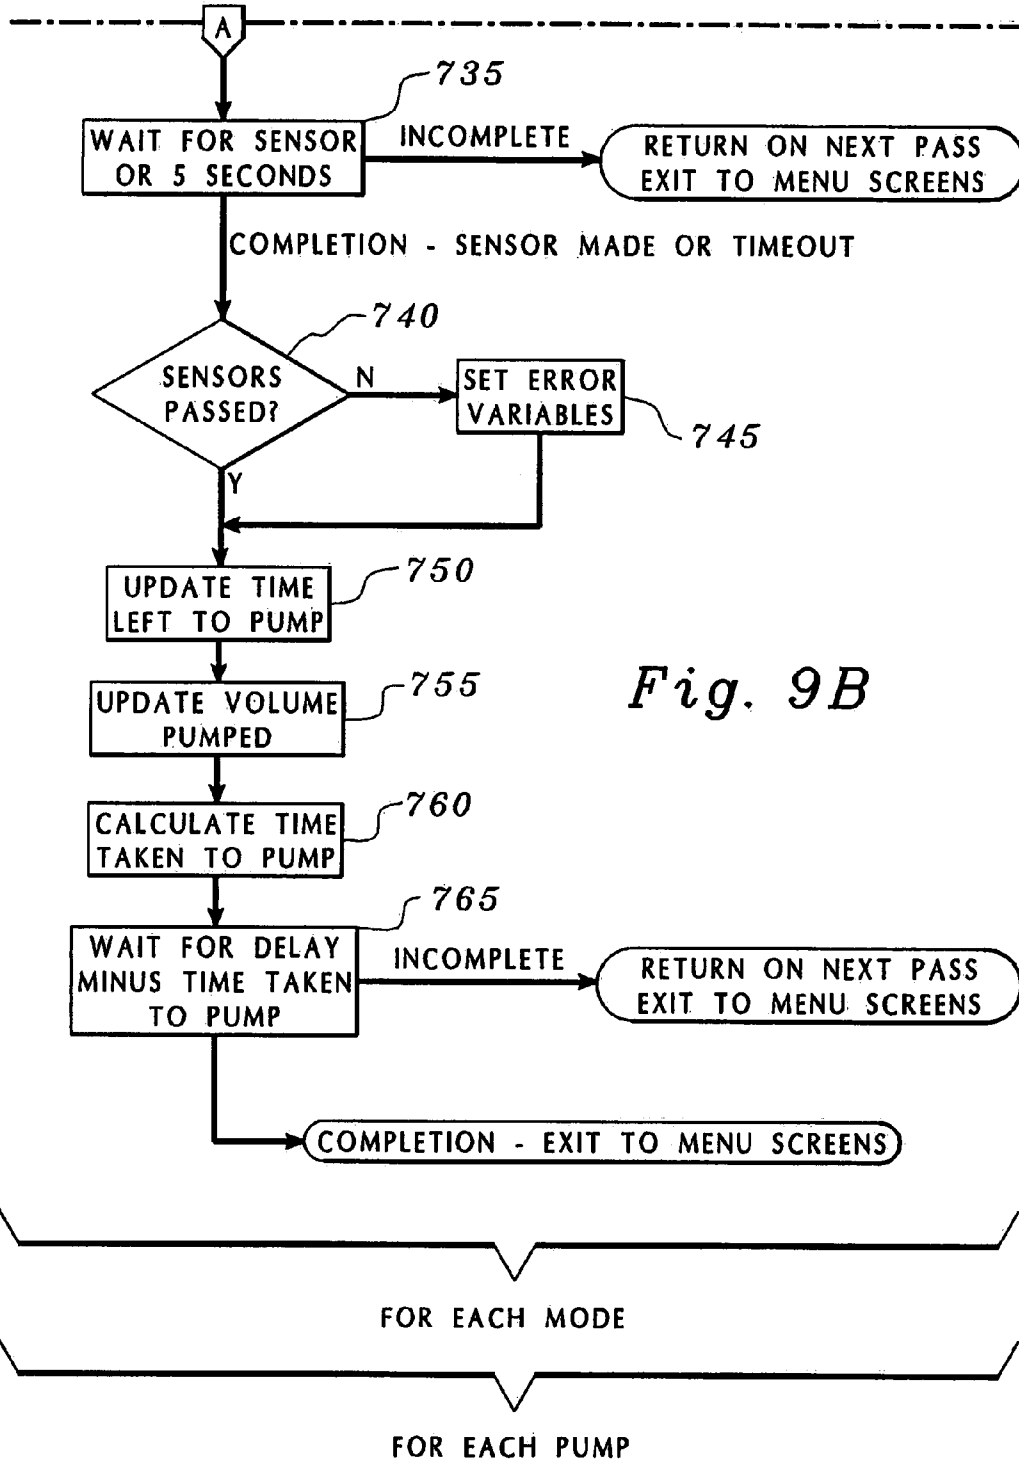 A
735
WAIT FOR SENSOR
OR 5 SECONDS
INCOMPLETE
RETURN ON NEXT PASS
EXIT TO MENU SCREENS
COMPLETION - SENSOR MADE OR TIMEOUT
740
SENSORS
PASSED?
N
SET ERROR
VARIABLES
745
Y
750
UPDATE TIME
LEFT TO PUMP
755
UPDATE VOLUME
PUMPED
Fig. 9B
760
CALCULATE TIME
TAKEN TO PUMP
765
WAIT FOR DELAY
MINUS TIME TAKEN
TO PUMP
INCOMPLETE
RETURN ON NEXT PASS
EXIT TO MENU SCREENS
COMPLETION - EXIT TO MENU SCREENS
FOR EACH MODE
FOR EACH PUMP